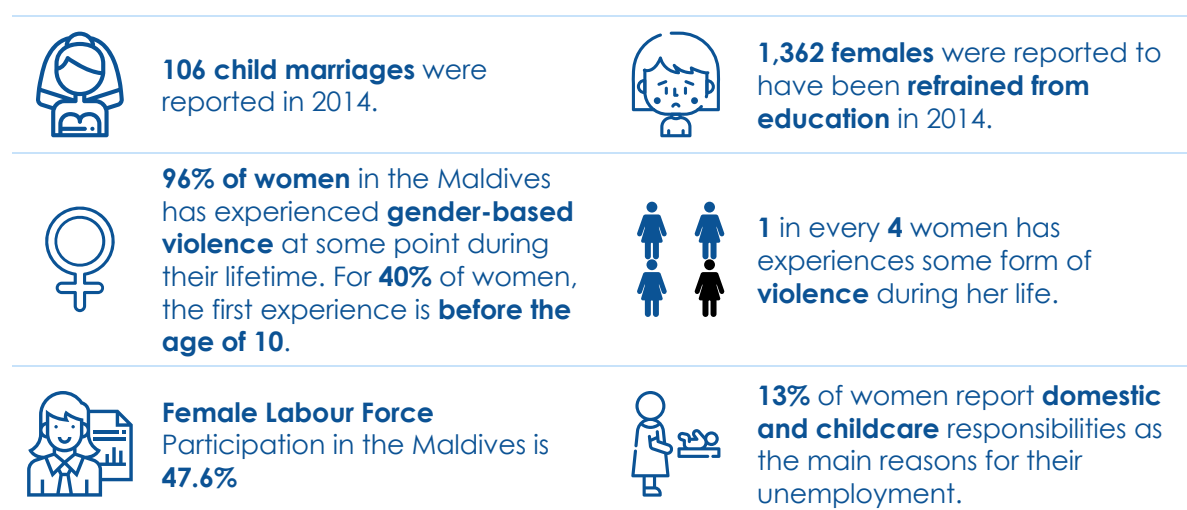 106 child marriages were
reported in 2014.
1,362 females were reported to
have been refrained from
education in 2014.
96% of women in the Maldives
has experienced gender-based
violence at some point during
their lifetime. For 40% of women,
the first experience is before the
age of 10.
1 in every 4 women has
experiences some form of
violence during her life.
Female Labour Force
Participation in the Maldives is
47.6%
13% of women report domestic
and childcare responsibilities as
the main reasons for their
unemployment.